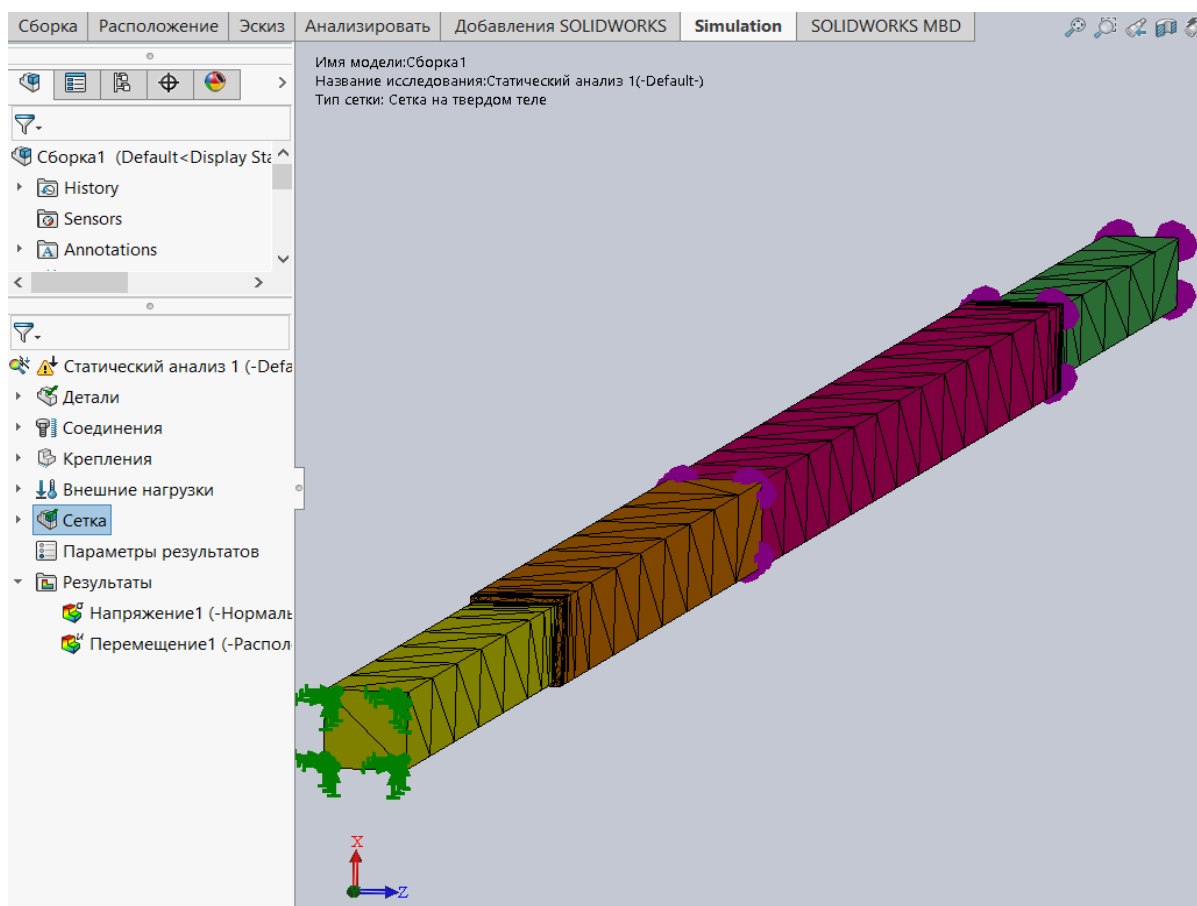 Сборка Расположение Эскиз Анализировать Добавления SOLIDWORKS Simulation SOLIDWORKS MBD
Имя модели:Сборка1
Название исследования:Статический анализ 1(-Default-)
Тип сетки: Сетка на твердом теле
Сборка1 (Default<Display Sta
History
Sensors
A Annotations
Статический анализ 1 (-Defa
Детали
Соединения
Крепления
Внешние нагрузки
Сетка
Параметры результатов
Результаты
Напряжение1 (-Нормаль
Перемещение1 (-Распол
X
Z